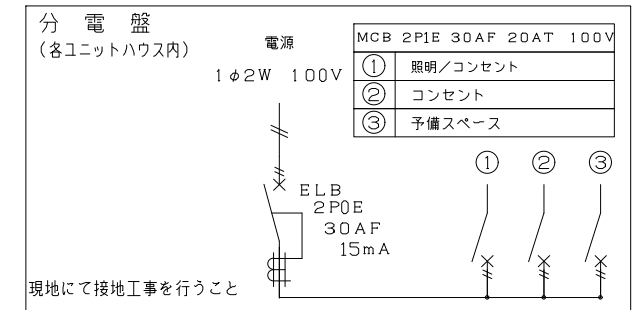 分電盤
(各ユニットハウス内)
電源
1φ2W 100V
MCB 2P1E 30AF 20AT 100V
① 照明/コンセント
② コンセント
③ 予備スペース
① ② ③
ELB
2P0E
30AF
15mA
現地にて接地工事を行うこと